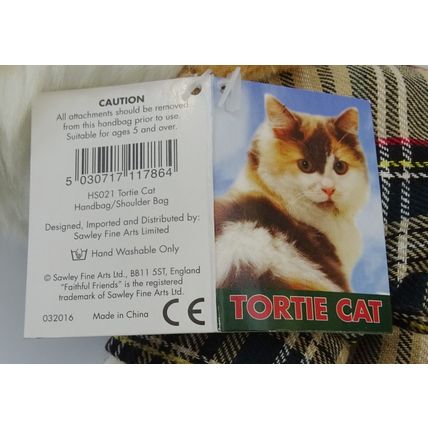 CAUTION
All attachments should be removed
from this handbag prior to use.
Suitable for ages 5 and over.
5 030717 117864
HS021 Tortie Cat
Handbag/Shoulder Bag
Designed, Imported and Distributed by
Sawley Fine Arts Limited
Hand Washable Only
© Sawley Fine Arts Ltd., BB11 5ST, England
"Faithful Friends" is the registered
trademark of Sawley Fine Arts Ltd.
032016 Made in China CE
TORTIE CAT